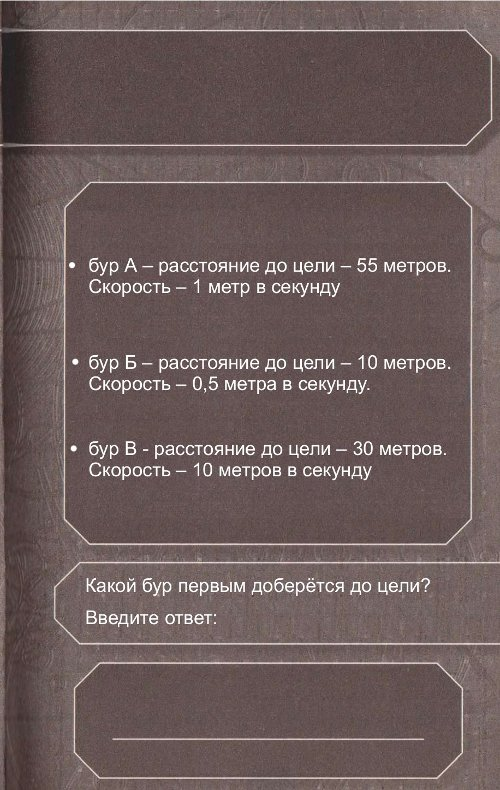 • бур А – расстояние до цели – 55 метров.
Скорость – 1 метр в секунду
• бур Б – расстояние до цели – 10 метров.
Скорость – 0,5 метра в секунду.
• бур В - расстояние до цели – 30 метров.
Скорость – 10 метров в секунду
Какой бур первым доберётся до цели?
Введите ответ: